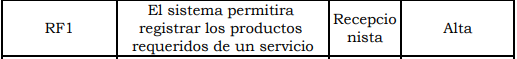 RF1
El sistema permitira
registrar los productos
requeridos de un servicio
Recepcio
nista
Alta